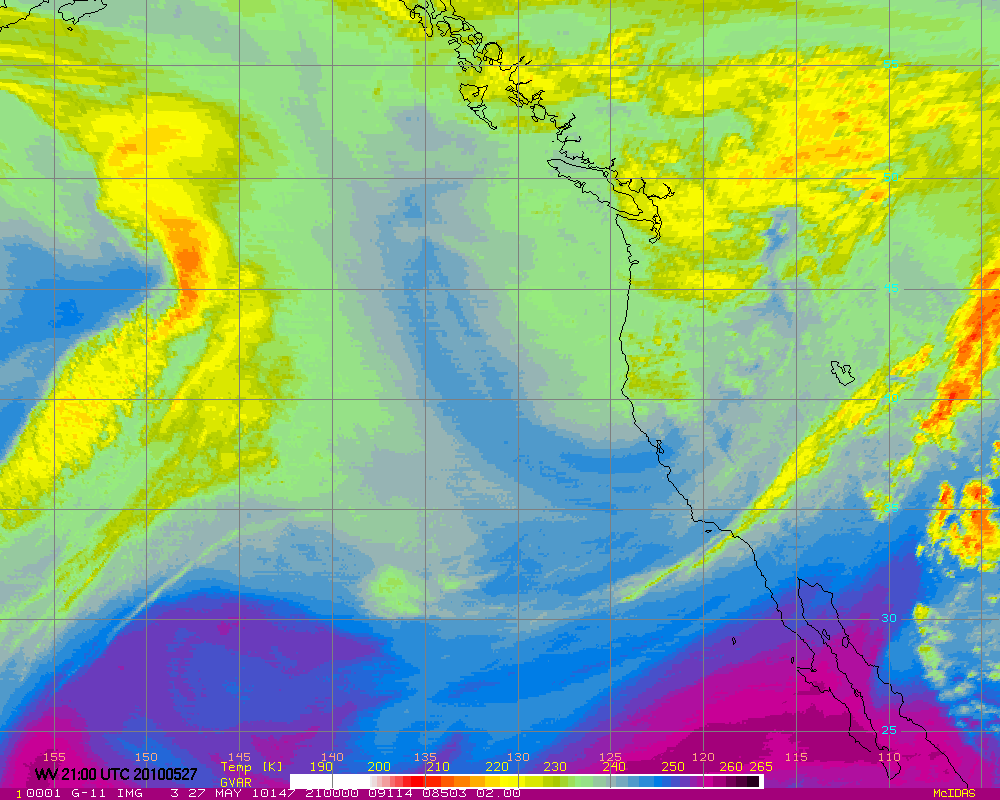 30
25
155 150 145 140 135 130 125 120 115 110
Temp [K] 190 200 210 220 230 240 250 260 265
WV 21:00 UTC 20100527
GVAR
10001 G-11 IMG 3 27 MAY 10147 210000 09114 08503 02.00 McIDAS